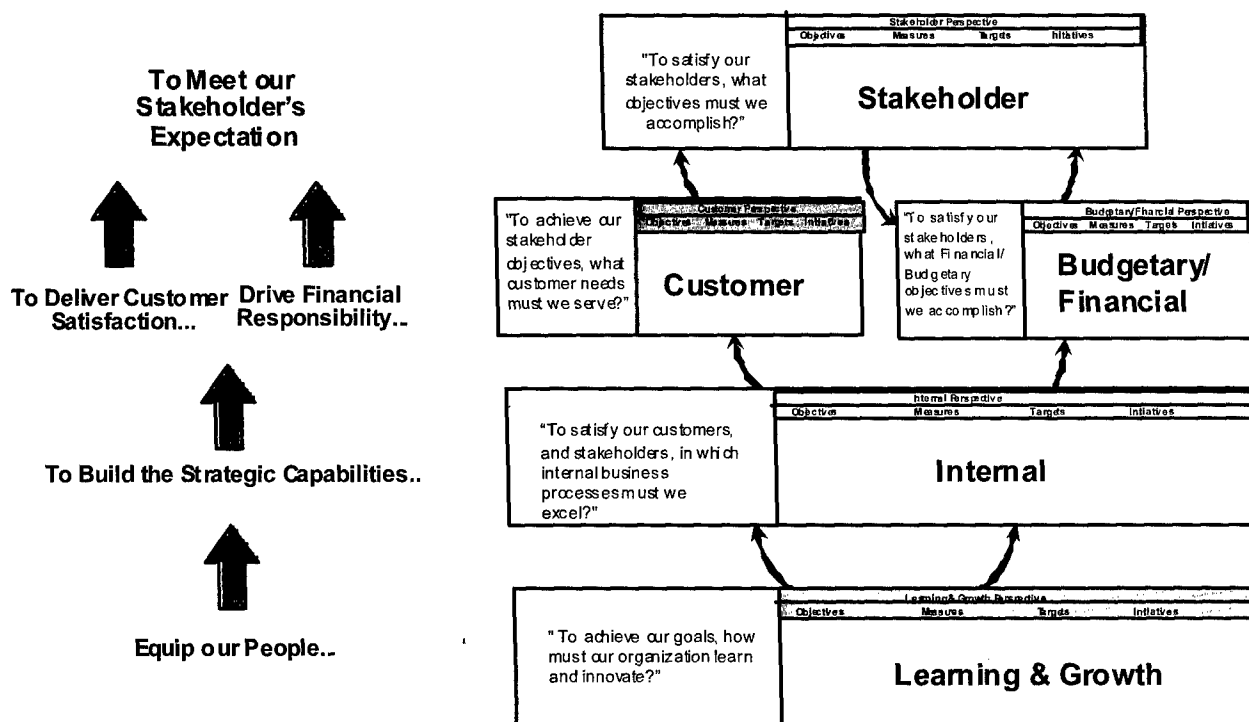 To Meet our
Stakeholder's
Expectation
To Deliver Customer
Satisfaction...
Drive Financial
Responsibility...
To Build the Strategic Capabilities..
Equip our People...
Stakeholder Perspective
Objectives Measures Targets Initiatives
"To satisfy our
stakeholders, what
objectives must we
accomplish?"
Stakeholder
Customer Perspective
Objectives Measures Targets Initiatives
"To achieve our
stakeholder
objectives, what
customer needs
must we serve?"
Customer
Budgetary/Financial Perspective
Objectives Measures Targets Initiatives
"To satisfy our
stakeholders,
what Financial/
Budgetary
objectives must
we accomplish?"
Budgetary/
Financial
Internal Perspective
Objectives Measures Targets Initiatives
"To satisfy our customers,
and stakeholders, in which
internal business
processes must we
excel?"
Internal
Learning & Growth Perspective
Objectives Measures Targets Initiatives
" To achieve our goals, how
must our organization learn
and innovate?"
Learning & Growth